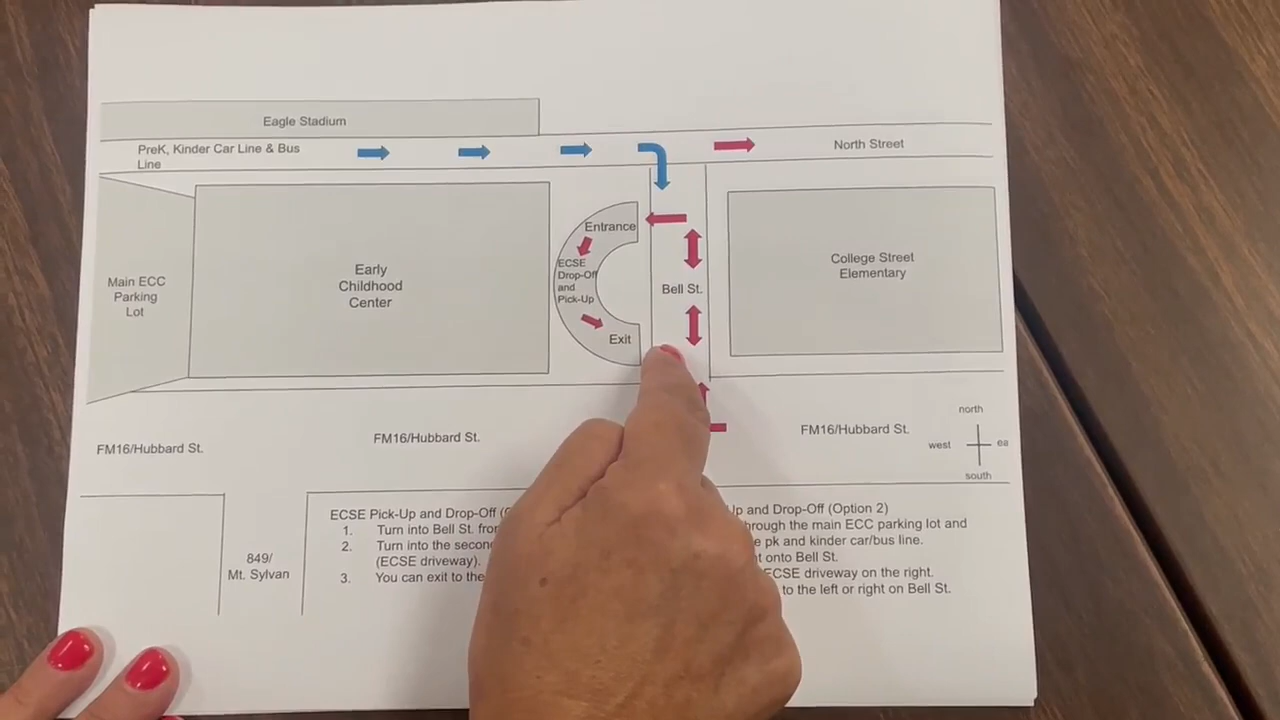 Eagle Stadium
PreK, Kinder Car Line & Bus
Line
North Street
Entrance
ECSE
Drop-Off
and
Pick-Up
Exit
Bell St.
College Street
Elementary
Early
Childhood
Center
Main ECC
Parking
Lot
FM16/Hubbard St.
FM16/Hubbard St.
FM16/Hubbard St.
north
west
south
849/
Mt. Sylvan
ECSE Pick-Up and Drop-Off
1. Turn into Bell St.
2. Turn into the
(ECSE driveway).
3. You can exit to the
and Drop-Off (Option 2)
the main ECC parking lot and
pk and kinder car/bus line.
onto Bell St.
ECSE driveway on the right.
to the left or right on Bell St.